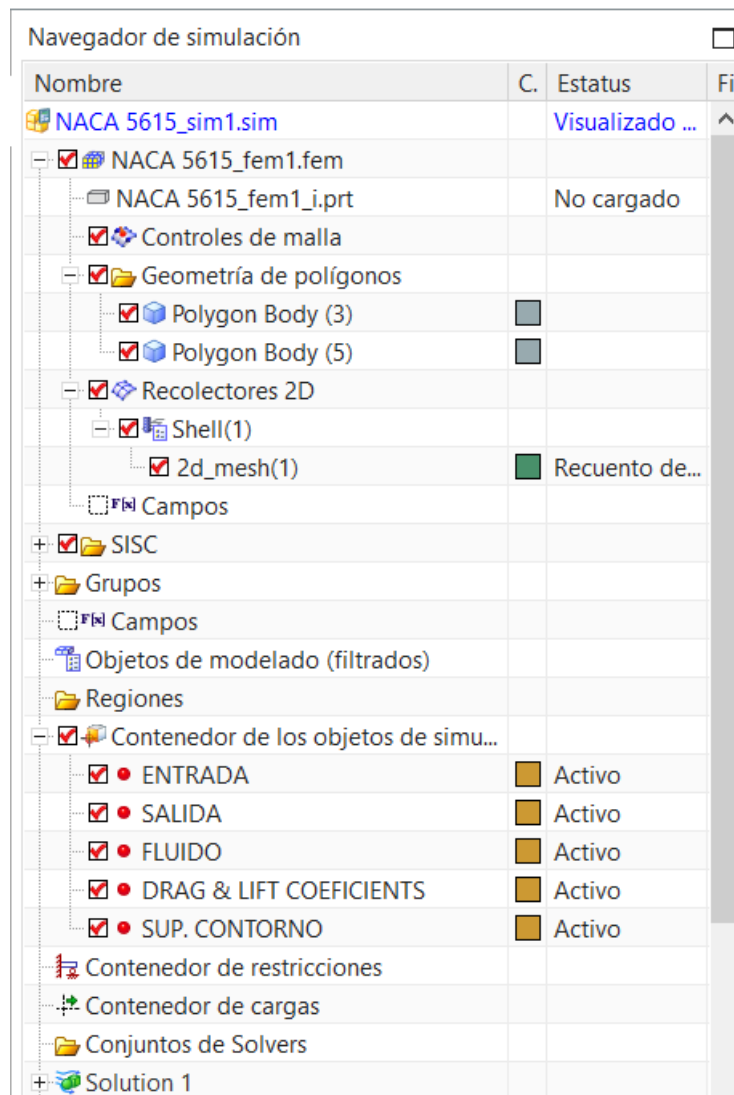 Navegador de simulación
Nombre C. Estatus Fi
NACA 5615_sim1.sim Visualizado ...
NACA 5615_fem1.fem
NACA 5615_fem1_i.prt No cargado
Controles de malla
Geometría de polígonos
Polygon Body (3)
Polygon Body (5)
Recolectores 2D
Shell(1)
2d_mesh(1) Recuento de...
F(x) Campos
SISC
Grupos
F(x) Campos
Objetos de modelado (filtrados)
Regiones
Contenedor de los objetos de simu...
ENTRADA Activo
SALIDA Activo
FLUIDO Activo
DRAG & LIFT COEFICIENTS Activo
SUP. CONTORNO Activo
Contenedor de restricciones
Contenedor de cargas
Conjuntos de Solvers
Solution 1